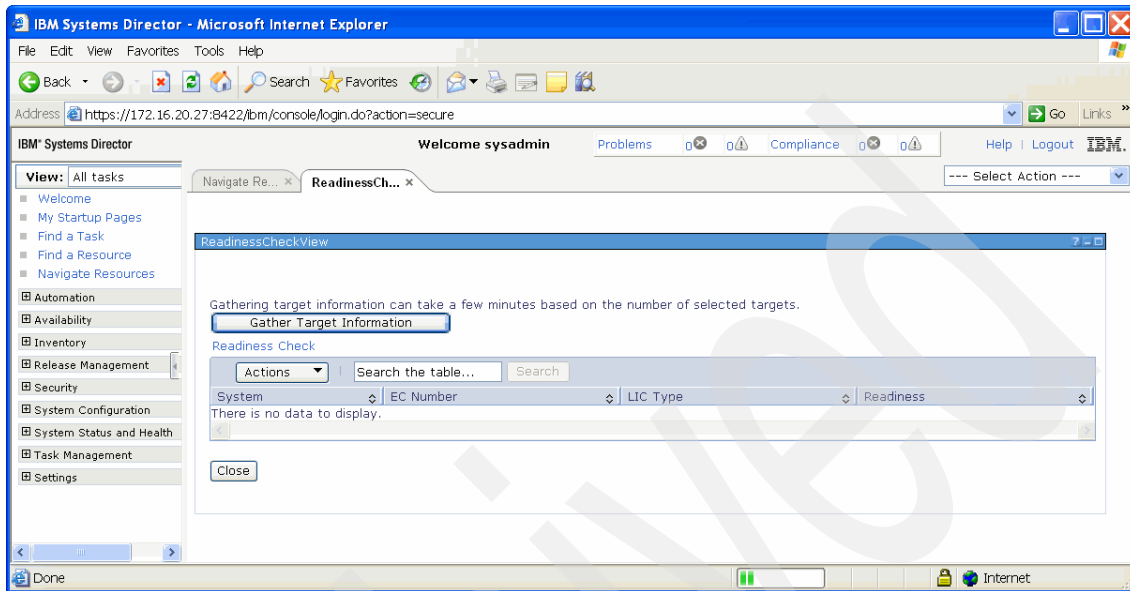 IBM Systems Director - Microsoft Internet Explorer
File Edit View Favorites Tools Help
Back Search Favorites
Address https://172.16.20.27:8422/ibm/console/login.do?action=secure Go Links »
IBM® Systems Director Welcome sysadmin Problems 0 0 Compliance 0 0 Help | Logout IBM.
View: All tasks
Navigate Re... × ReadinessCh... × --- Select Action ---
Welcome
My Startup Pages
Find a Task
Find a Resource
Navigate Resources
Automation
Availability
Inventory
Release Management
Security
System Configuration
System Status and Health
Task Management
Settings
ReadinessCheckView ?
Gathering target information can take a few minutes based on the number of selected targets.
Gather Target Information
Readiness Check
Actions Search the table... Search
System EC Number LIC Type Readiness
There is no data to display.
Close
Done Internet